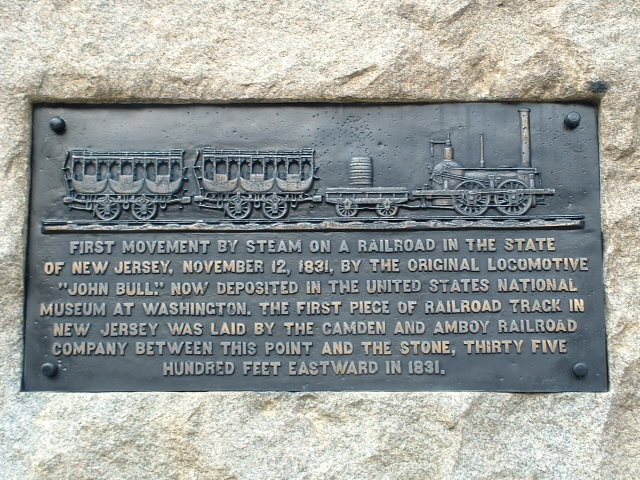 FIRST MOVEMENT BY STEAM ON A RAILROAD IN THE STATE
OF NEW JERSEY, NOVEMBER 12, 1831, BY THE ORIGINAL LOCOMOTIVE
"JOHN BULL." NOW DEPOSITED IN THE UNITED STATES NATIONAL
MUSEUM AT WASHINGTON. THE FIRST PIECE OF RAILROAD TRACK IN
NEW JERSEY WAS LAID BY THE CAMDEN AND AMBOY RAILROAD
COMPANY BETWEEN THIS POINT AND THE STONE, THIRTY FIVE
HUNDRED FEET EASTWARD IN 1831.